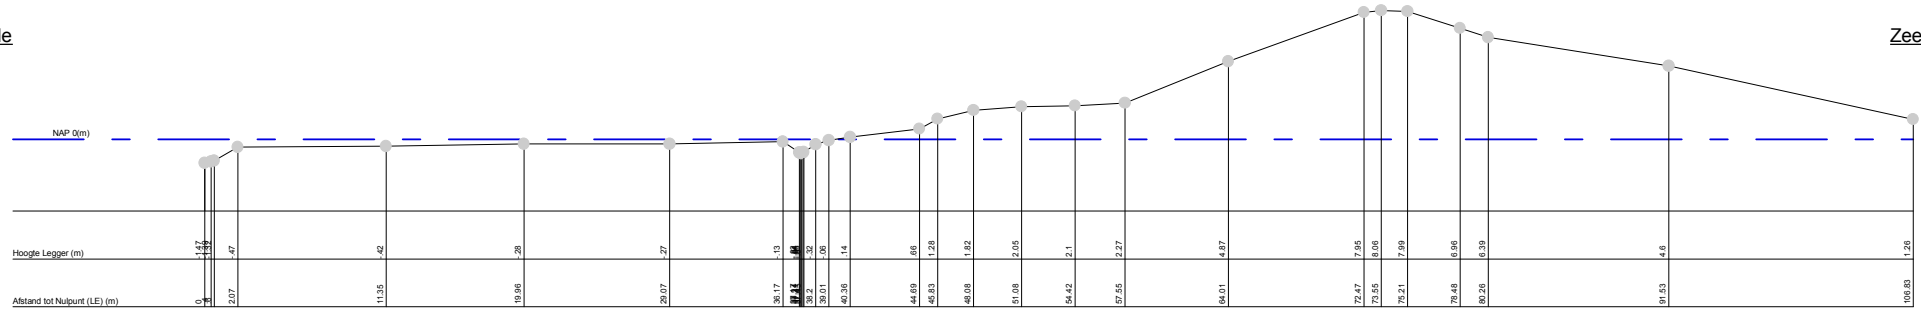 Zee
NAP 0(m)
Hoogte Legger (m) -1.47 -1.32 -.47 -.42 -.28 -.27 -.13 -.32 -.06 .14 .66 1.28 1.82 2.05 2.1 2.27 4.87 7.95 8.06 7.99 6.96 6.39 4.6 1.26
Afstand tot Nulpunt (LE) (m) 0 2.07 11.35 19.96 29.07 36.17 38.2 39.01 40.36 44.69 45.83 48.08 51.08 54.42 57.55 64.01 72.47 73.55 75.21 78.48 80.26 91.53 106.83